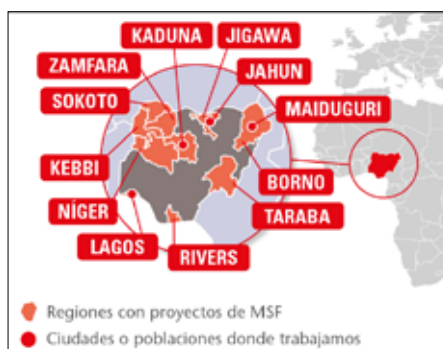 KADUNA
JIGAWA
ZAMFARA
JAHUN
SOKOTO
MAIDUGURI
KEBBI
BORNO
NÍGER
TARABA
LAGOS
RIVERS
Regiones con proyectos de MSF
Ciudades o poblaciones donde trabajamos